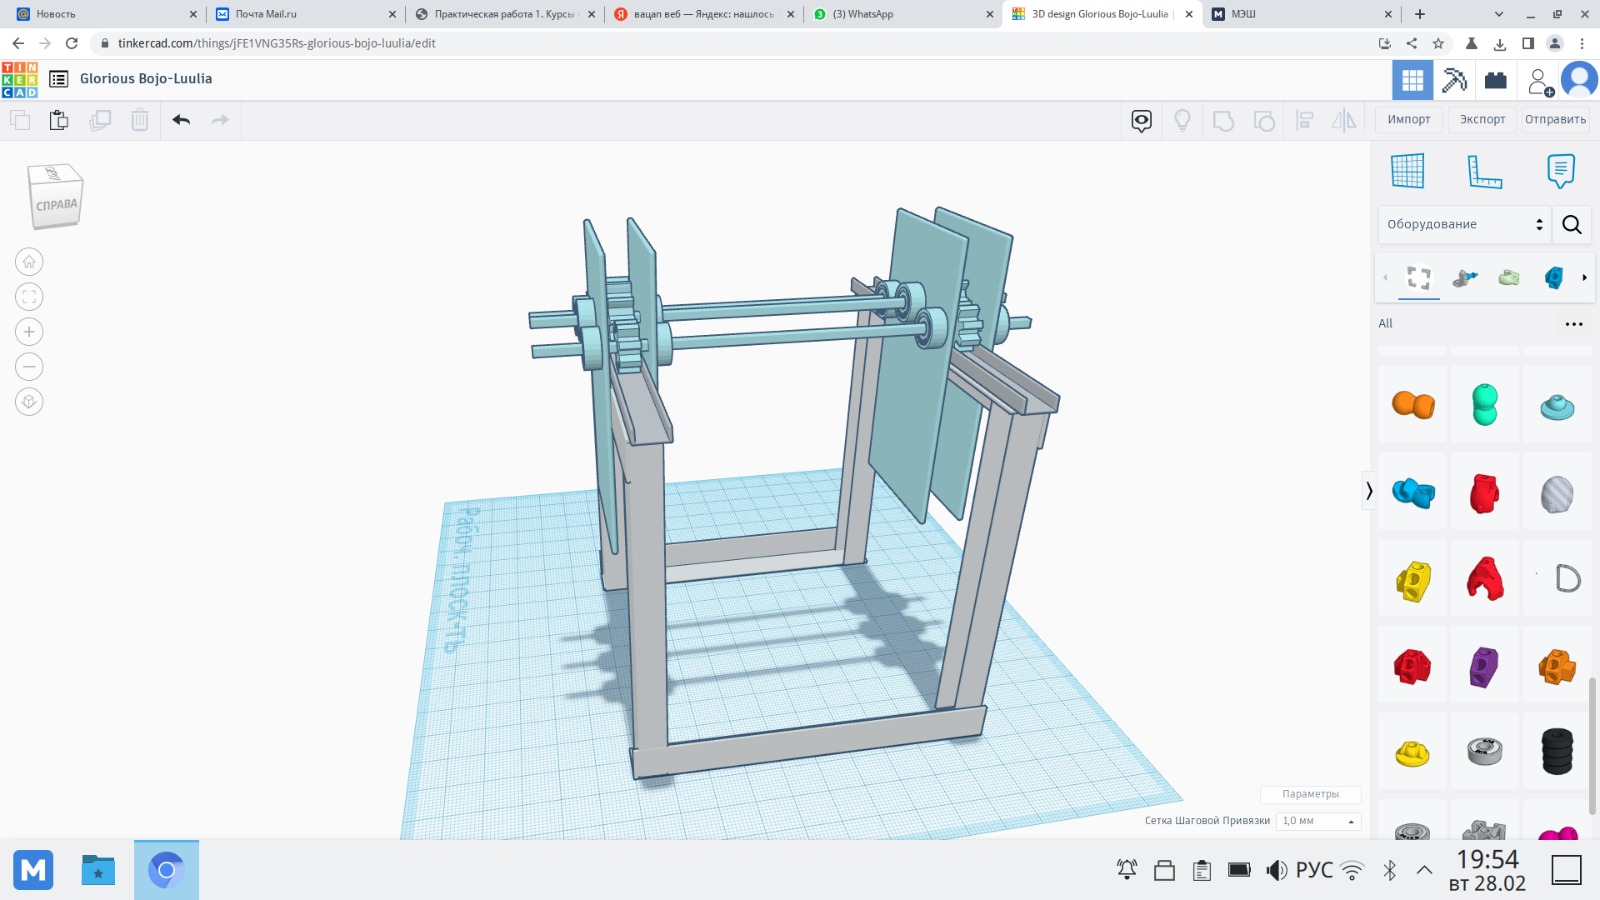 Новость
Почта Mail.ru
Практическая работа 1. Курсы
вацап веб — Яндекс: нашлось
(3) WhatsApp
3D design Glorious Bojo-Luulia |
МЭШ
tinkercad.com/things/jFE1VNG35Rs-glorious-bojo-luulia/edit
TIN
KER
CAD
Glorious Bojo-Luulia
Импорт
Экспорт
Отправить
СПРАВА
Оборудование
All
Рабоч. плоск-ть
Параметры
Сетка Шаговой Привязки
1,0 мм
M
РУС
19:54
вт 28.02